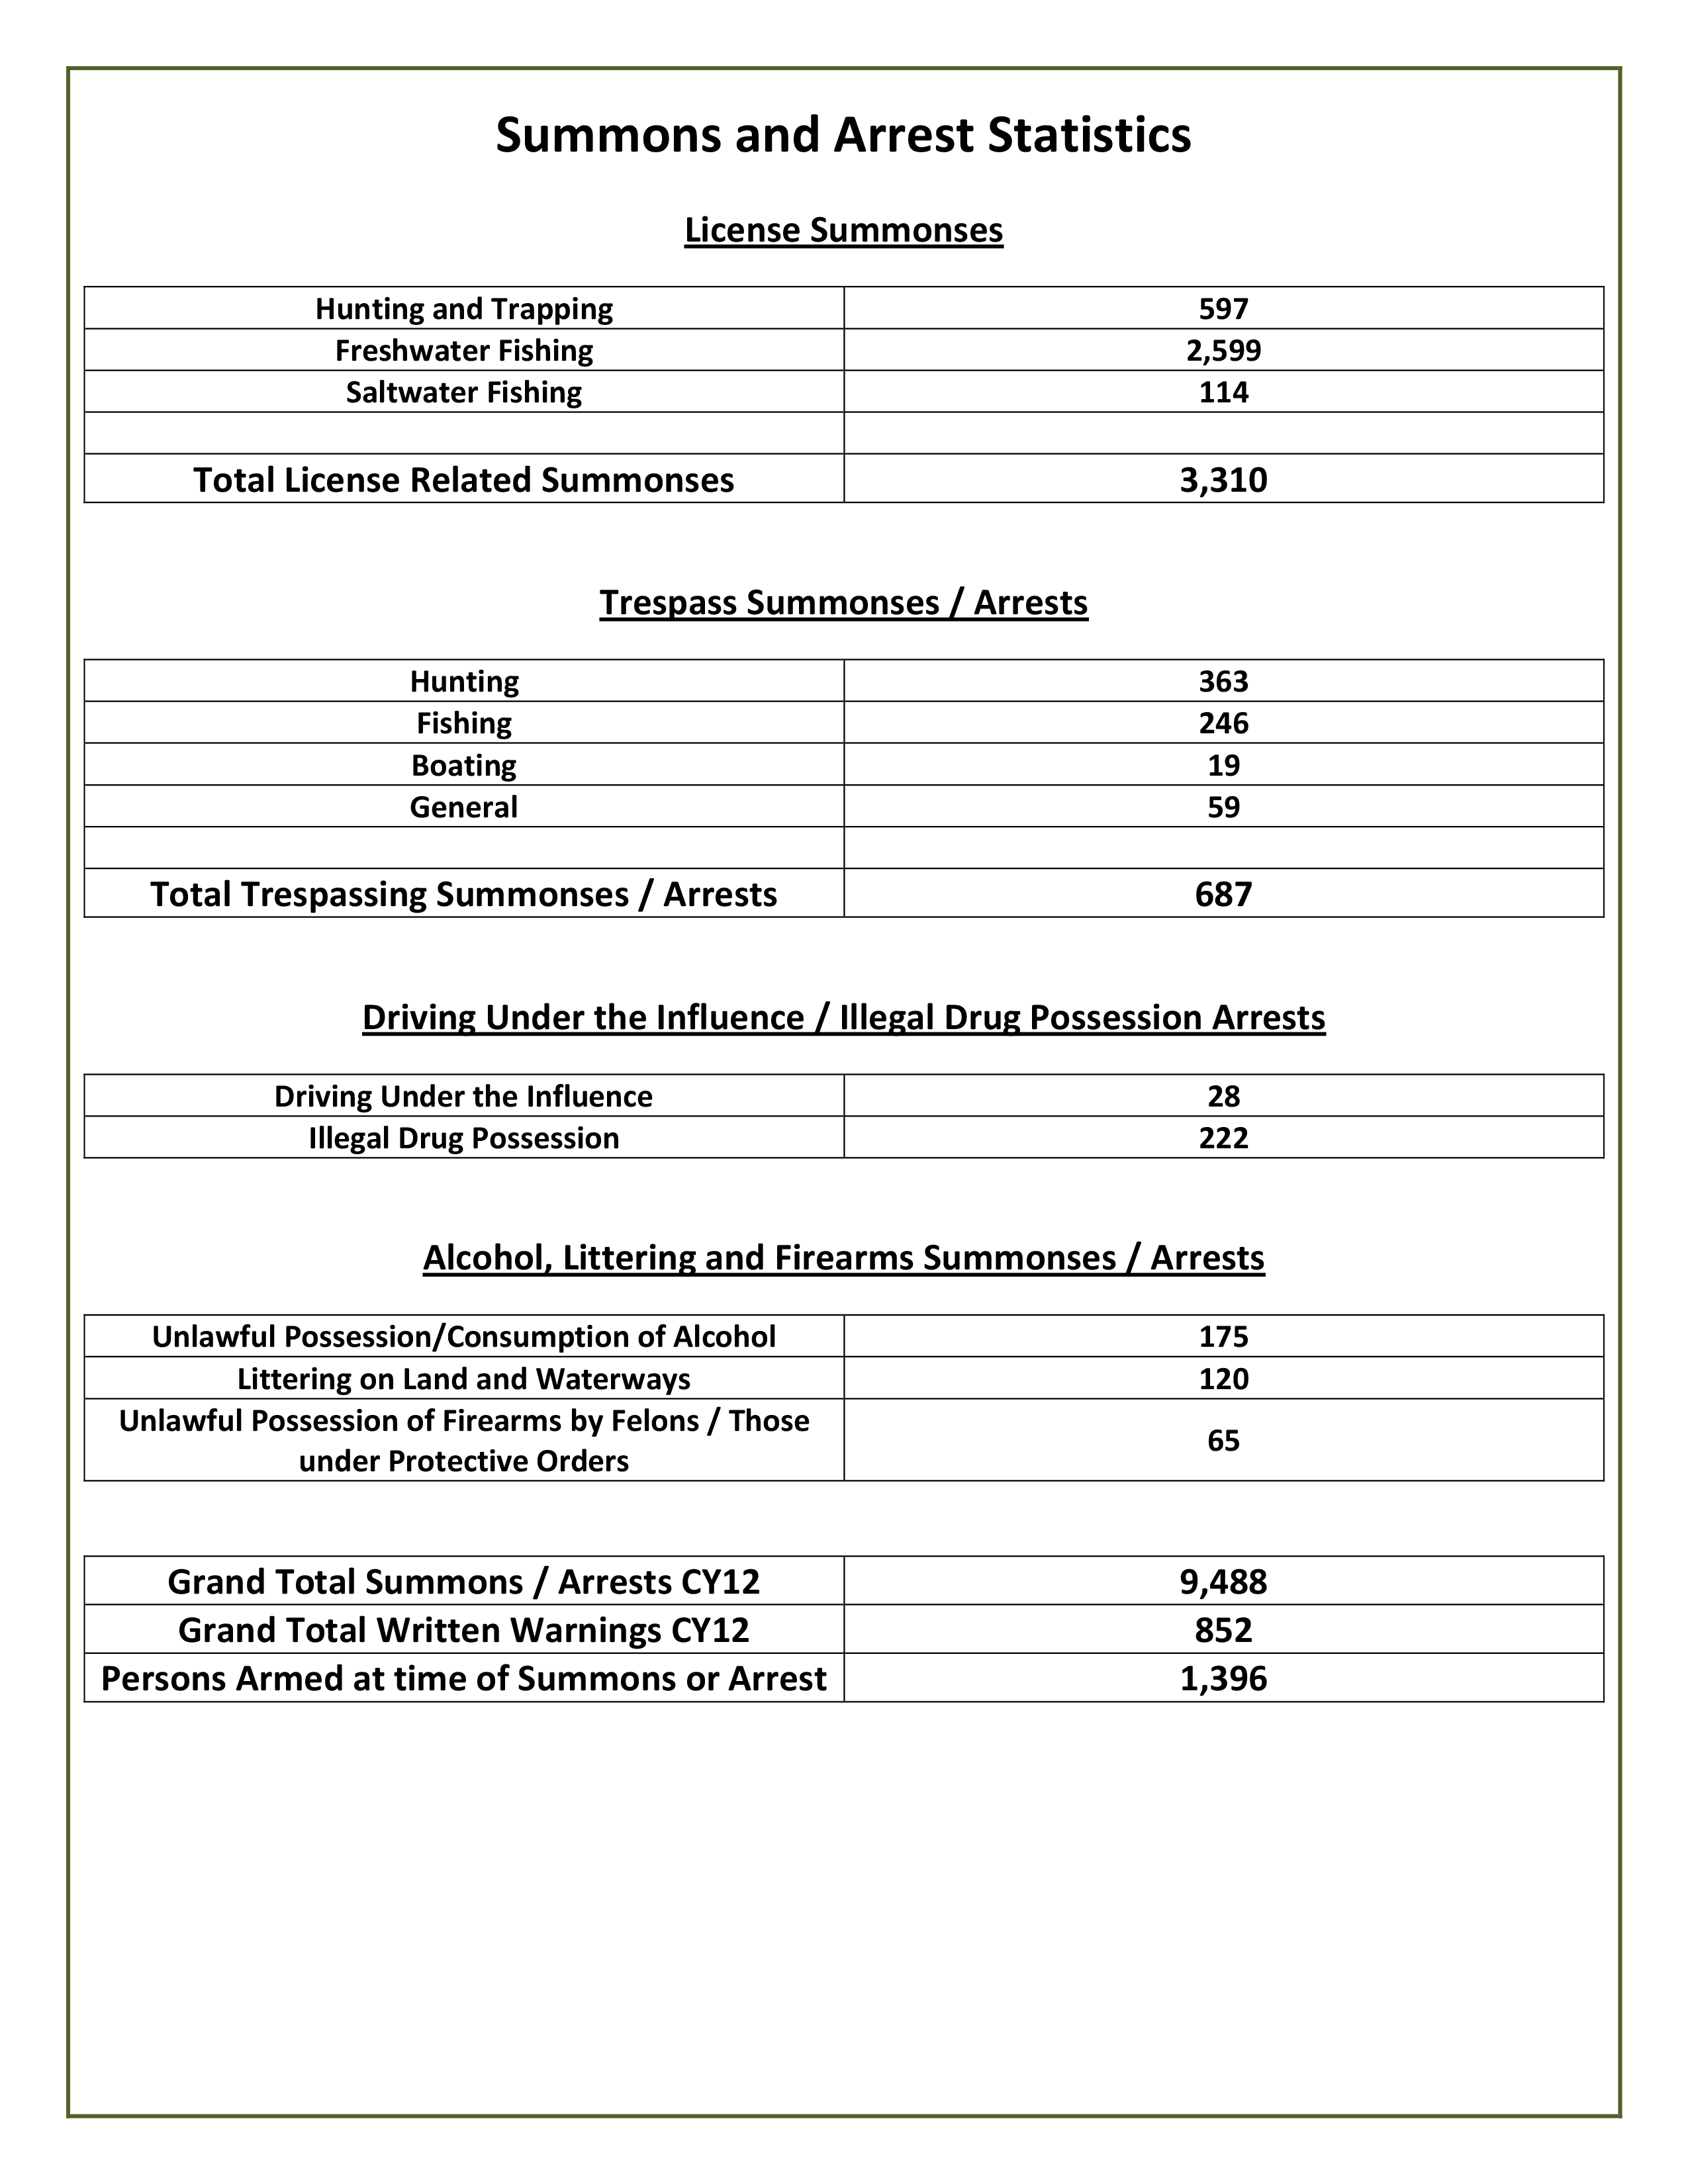 Summons and Arrest Statistics
License Summonses
Hunting and Trapping 597
Freshwater Fishing 2,599
Saltwater Fishing 114
Total License Related Summonses 3,310
Trespass Summonses / Arrests
Hunting 363
Fishing 246
Boating 19
General 59
Total Trespassing Summonses / Arrests 687
Driving Under the Influence / Illegal Drug Possession Arrests
Driving Under the Influence 28
Illegal Drug Possession 222
Alcohol, Littering and Firearms Summonses / Arrests
Unlawful Possession/Consumption of Alcohol 175
Littering on Land and Waterways 120
Unlawful Possession of Firearms by Felons / Those
under Protective Orders 65
Grand Total Summons / Arrests CY12 9,488
Grand Total Written Warnings CY12 852
Persons Armed at time of Summons or Arrest 1,396